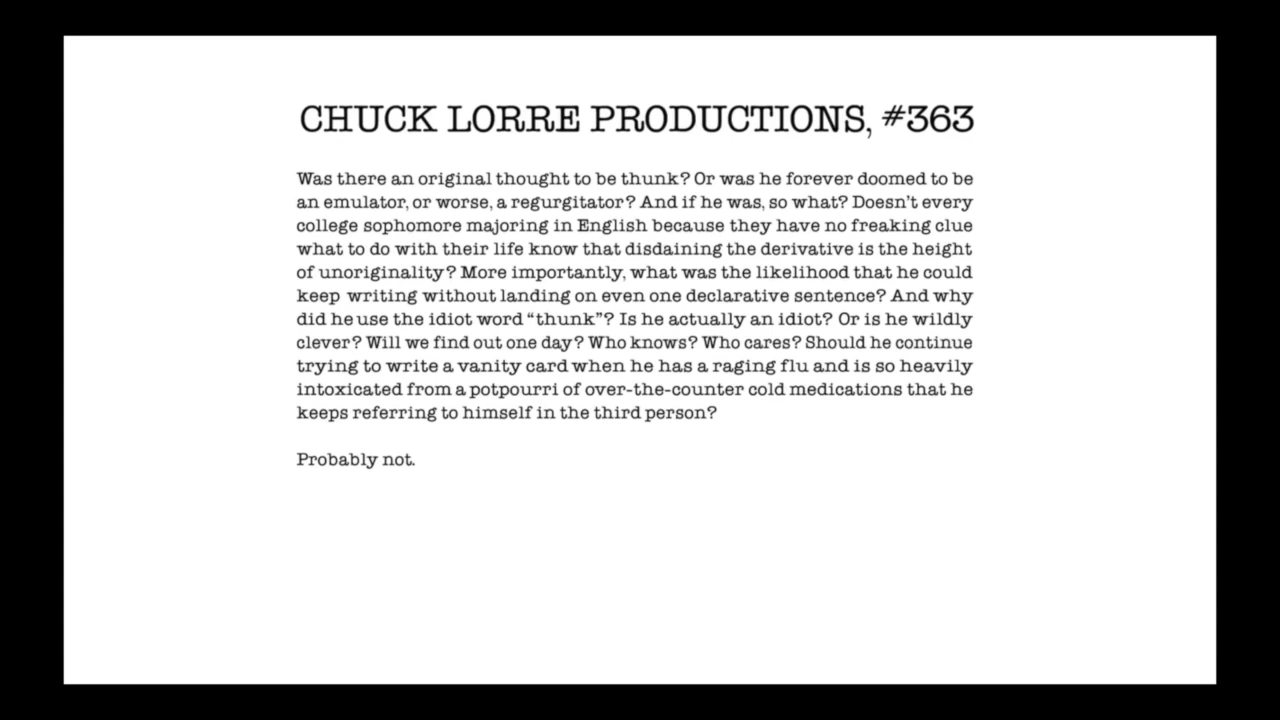 CHUCK LORRE PRODUCTIONS, #363
Was there an original thought to be thunk? Or was he forever doomed to be
an emulator, or worse, a regurgitator? And if he was, so what? Doesn't every
college sophomore majoring in English because they have no freaking clue
what to do with their life know that disdaining the derivative is the height
of unoriginality? More importantly, what was the likelihood that he could
keep writing without landing on even one declarative sentence? And why
did he use the idiot word “thunk”? Is he actually an idiot? Or is he wildly
clever? Will we find out one day? Who knows? Who cares? Should he continue
trying to write a vanity card when he has a raging flu and is so heavily
intoxicated from a potpourri of over-the-counter cold medications that he
keeps referring to himself in the third person?
Probably not.